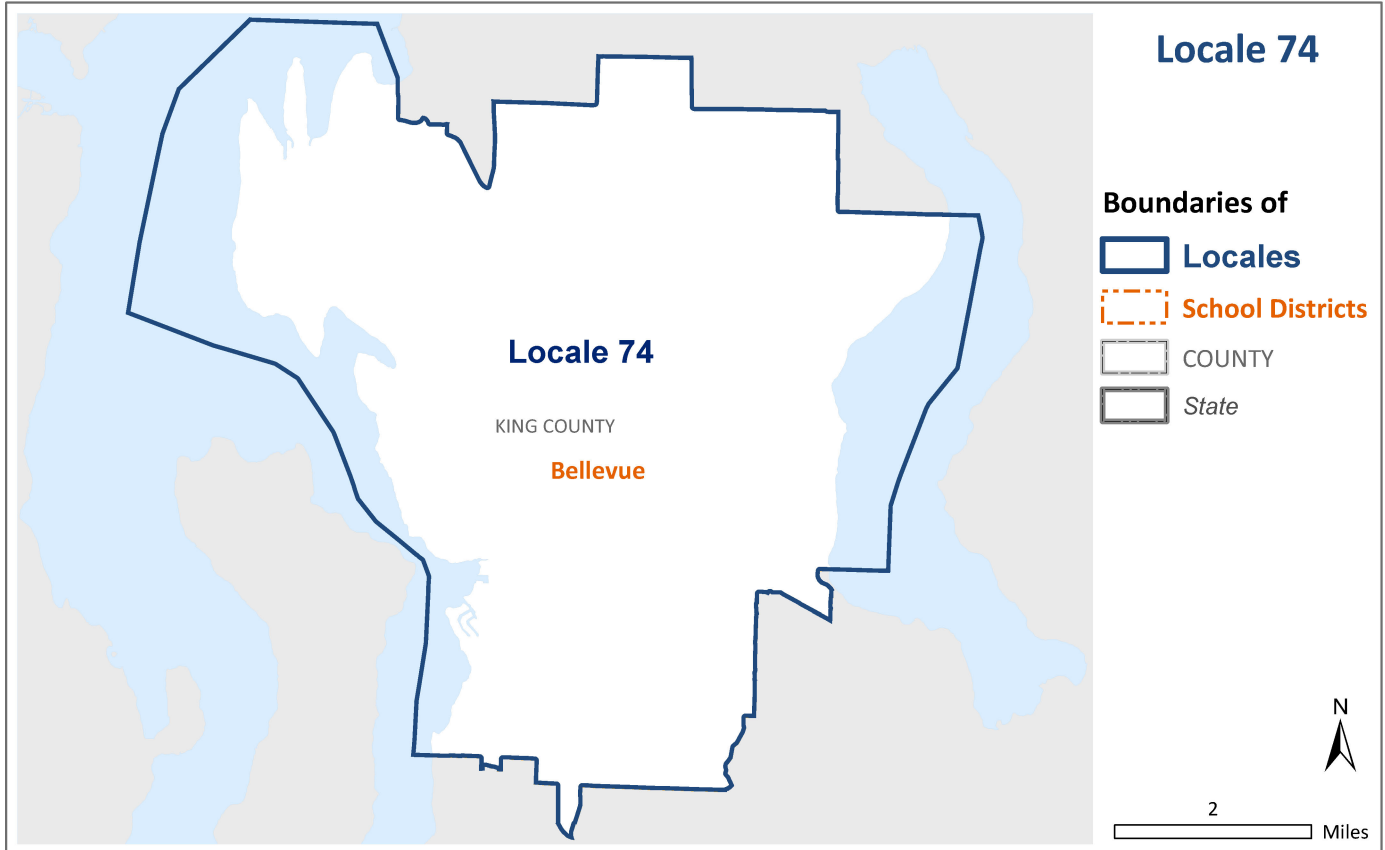 Locale 74
Boundaries of
Locales
School Districts
COUNTY
State
Locale 74
KING COUNTY
Bellevue
N
2
Miles